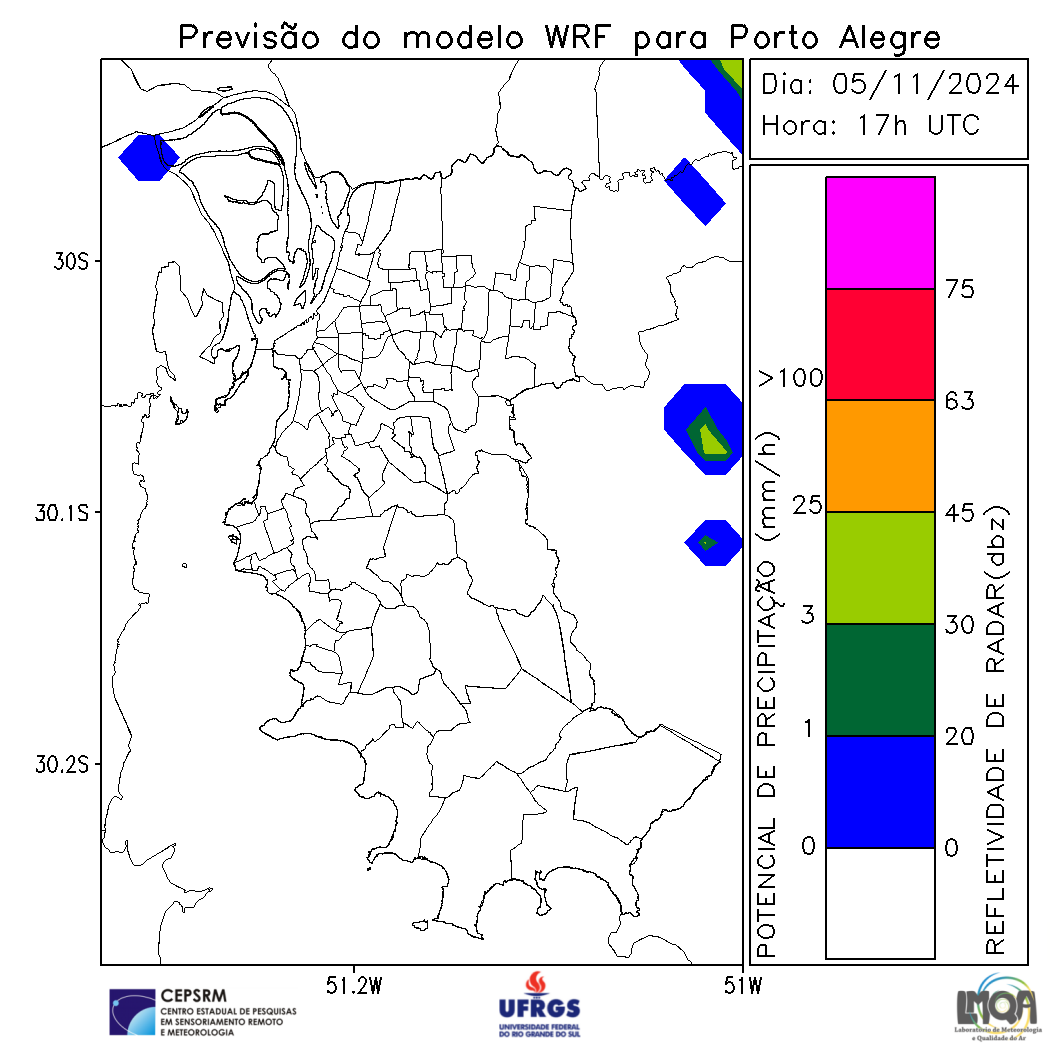 Previsão do modelo WRF para Porto Alegre
Dia: 05/11/2024
Hora: 17h UTC
30S
30.1S
30.2S
51.2W
51W
POTENCIAL DE PRECIPITAÇÃO (mm/h)
>100
25
3
1
0
75
63
45
30
20
0
REFLETIVIDADE DE RADAR(dbz)
CEPSRM
CENTRO ESTADUAL DE PESQUISAS
EM SENSORIAMENTO REMOTO
E METEOROLOGIA
UFRGS
UNIVERSIDADE FEDERAL
DO RIO GRANDE DO SUL
LMQA
Laboratório de Meteorologia
e Qualidade do Ar